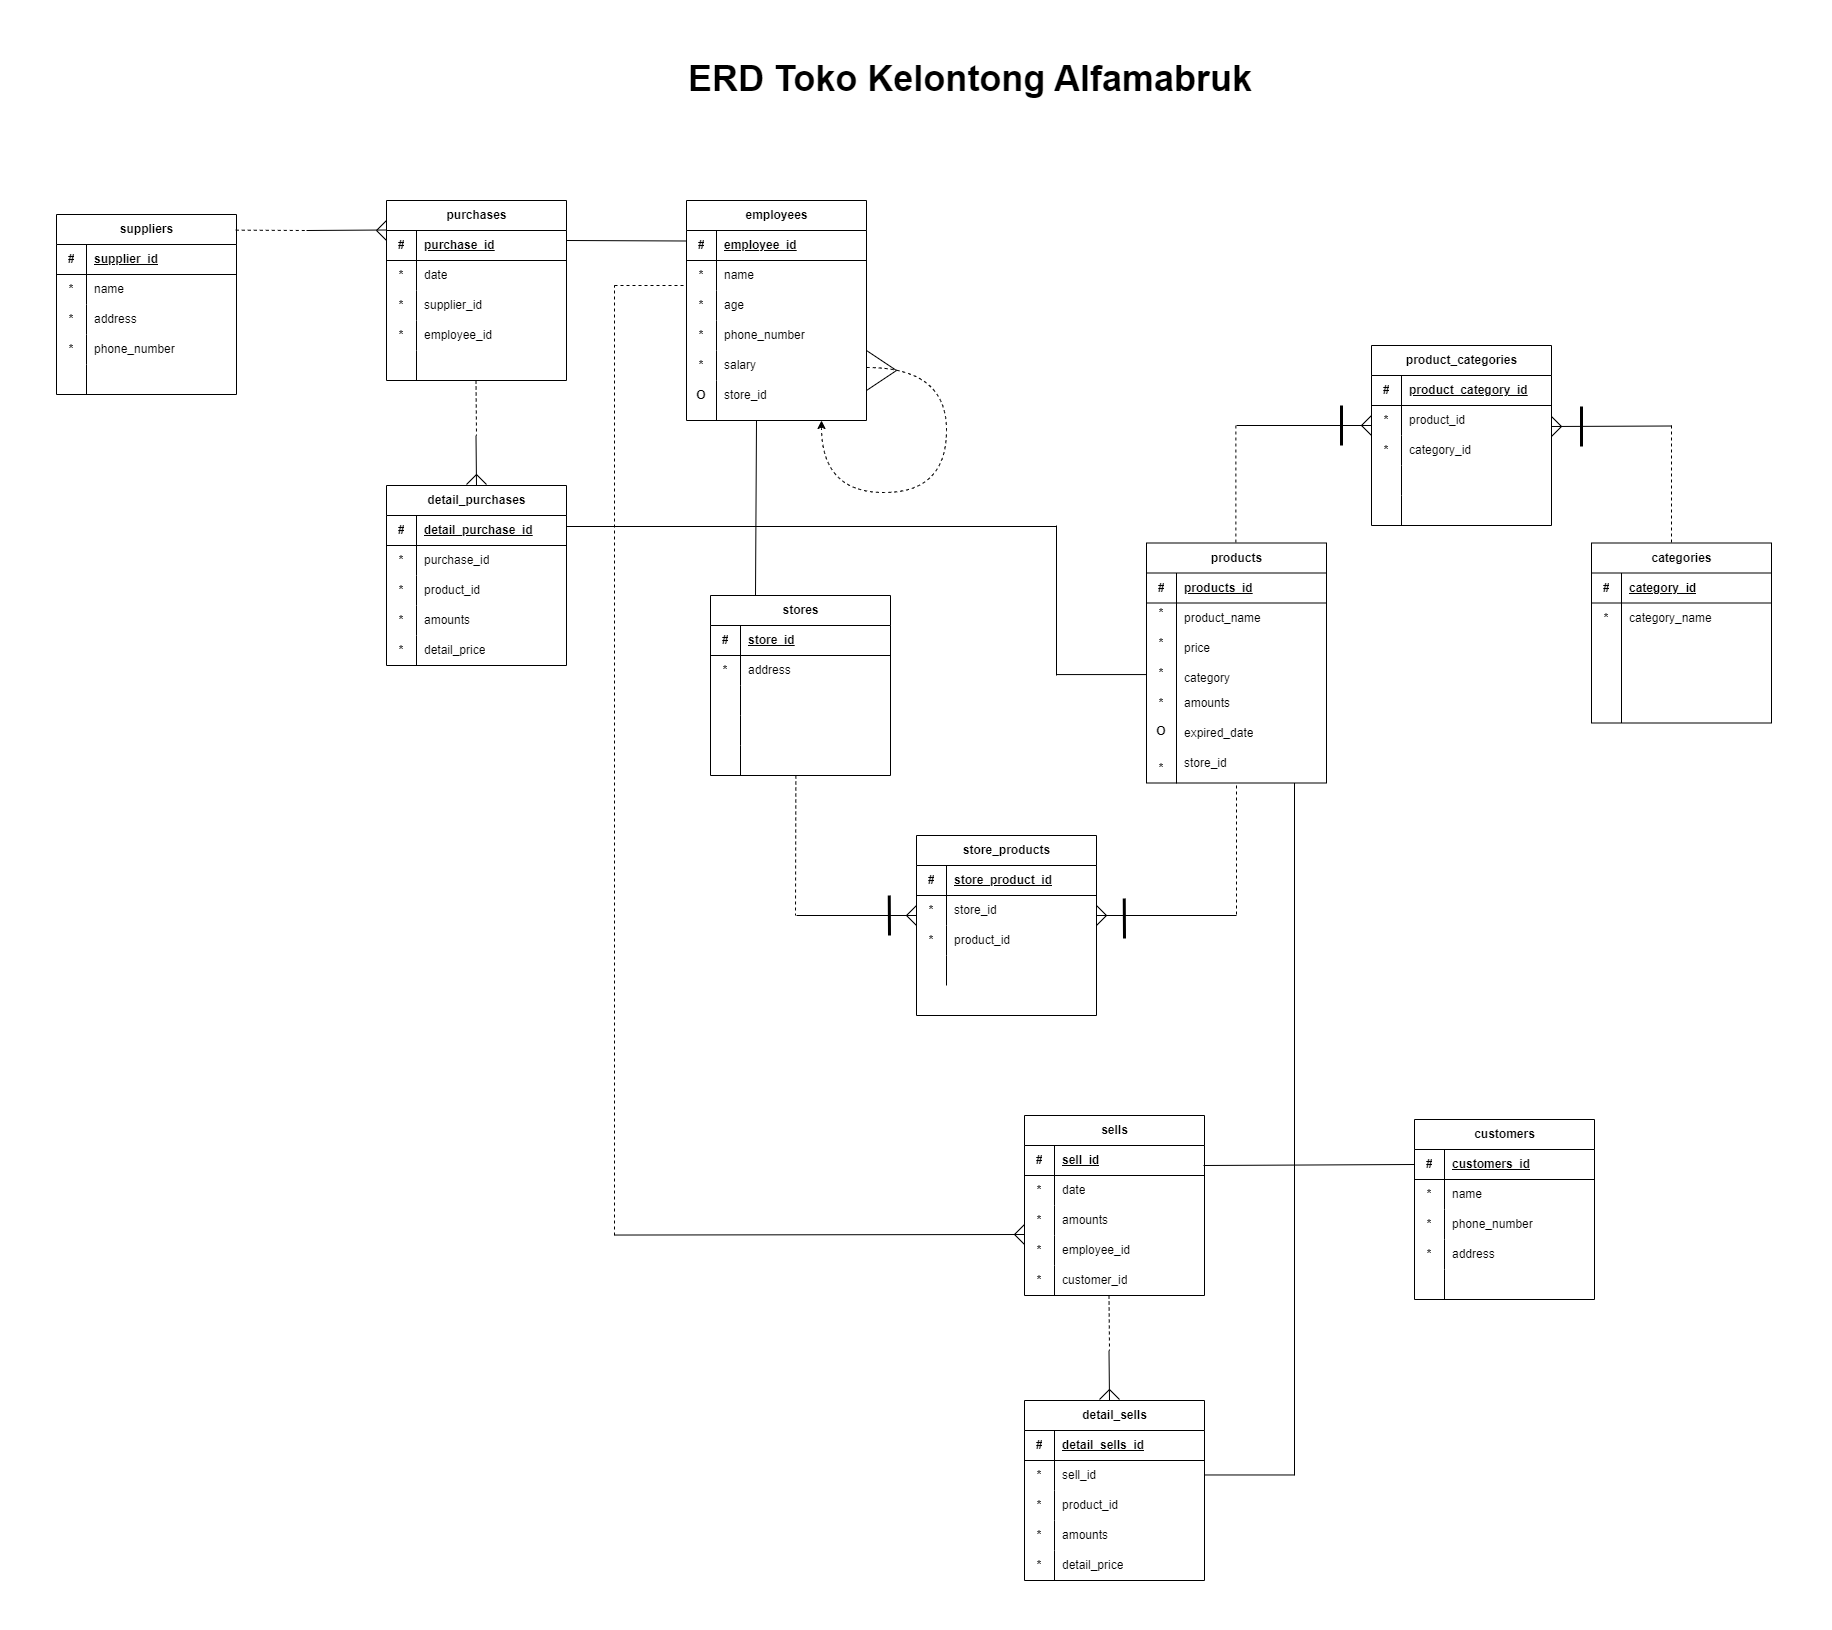 ERD Toko Kelontong Alfamabruk
suppliers
# supplier_id
* name
* address
* phone_number
purchases
# purchase_id
* date
* supplier_id
* employee_id
employees
# employee_id
* name
* age
* phone_number
* salary
O store_id
product_categories
# product_category_id
* product_id
* category_id
detail_purchases
# detail_purchase_id
* purchase_id
* product_id
* amounts
* detail_price
products
# products_id
* product_name
* price
* category
* amounts
O expired_date
* store_id
categories
# category_id
* category_name
stores
# store_id
* address
store_products
# store_product_id
* store_id
* product_id
sells
# sell_id
* date
* amounts
* employee_id
* customer_id
customers
# customers_id
* name
* phone_number
* address
detail_sells
# detail_sells_id
* sell_id
* product_id
* amounts
* detail_price